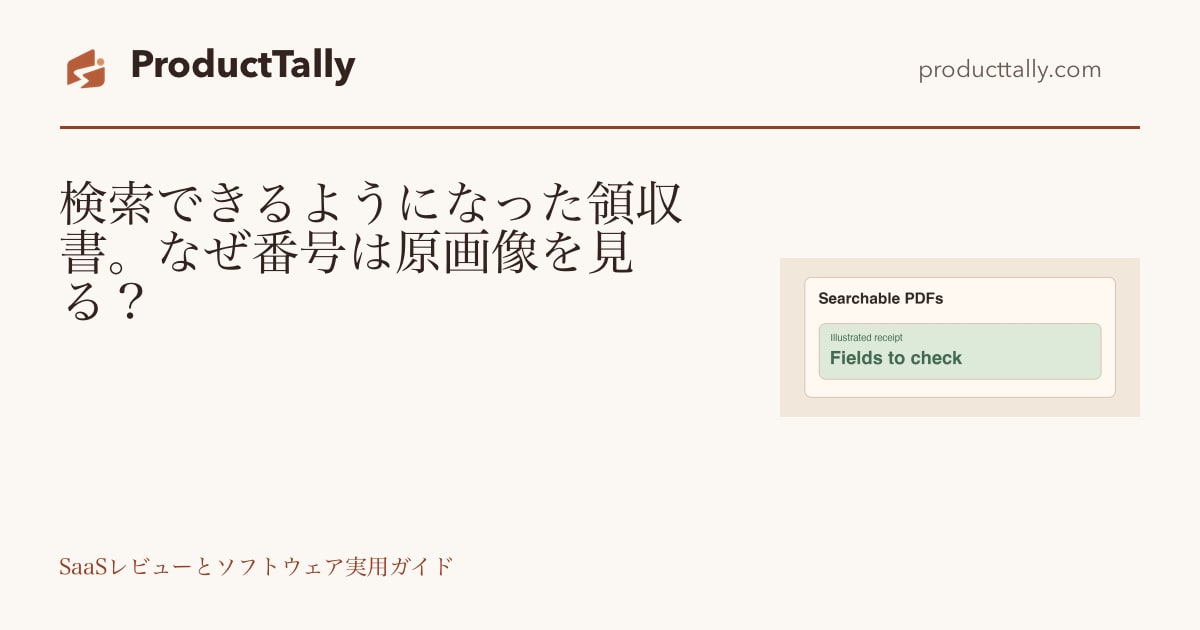 ProductTally
producttally.com
検索できるようになった領収
書。なぜ番号は原画像を見
る？
Searchable PDFs
Illustrated receipt
Fields to check
SaaSレビューとソフトウェア実用ガイド